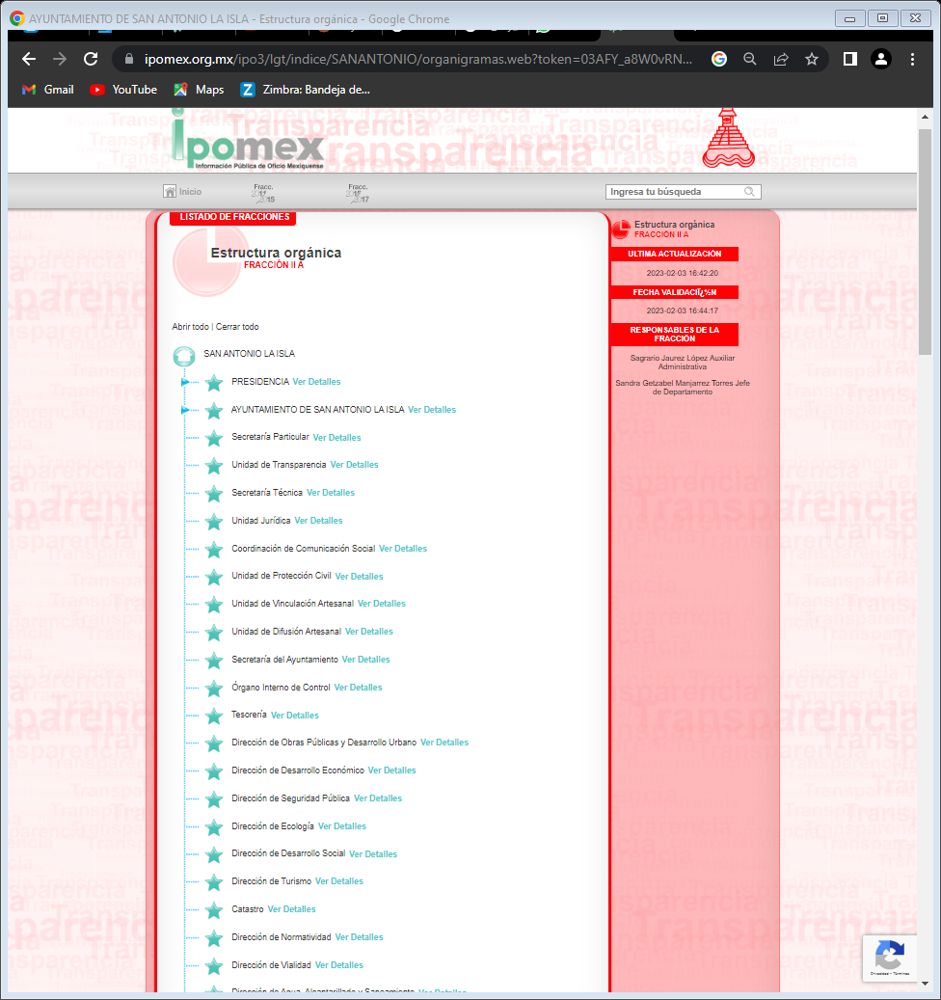 AYUNTAMIENTO DE SAN ANTONIO LA ISLA - Estructura orgánica - Google Chrome
ipomex.org.mx/ipo3/lgt/indice/SANANTONIO/organigramas.web?token=03AFY_a8W0vRN...
Gmail YouTube Maps Zimbra: Bandeja de...
Transparencia
ipomex
Información Pública de Oficio Mexiquense
Inicio
Fracc.
Fracc.
Ingresa tu búsqueda
LISTADO DE FRACCIONES
Estructura orgánica
FRACCIÓN II A
Abrir todo | Cerrar todo
SAN ANTONIO LA ISLA
PRESIDENCIA Ver Detalles
AYUNTAMIENTO DE SAN ANTONIO LA ISLA Ver Detalles
Secretaría Particular Ver Detalles
Unidad de Transparencia Ver Detalles
Secretaría Técnica Ver Detalles
Unidad Jurídica Ver Detalles
Coordinación de Comunicación Social Ver Detalles
Unidad de Protección Civil Ver Detalles
Unidad de Vinculación Artesanal Ver Detalles
Unidad de Difusión Artesanal Ver Detalles
Secretaría del Ayuntamiento Ver Detalles
Órgano Interno de Control Ver Detalles
Tesorería Ver Detalles
Dirección de Obras Públicas y Desarrollo Urbano Ver Detalles
Dirección de Desarrollo Económico Ver Detalles
Dirección de Seguridad Pública Ver Detalles
Dirección de Ecología Ver Detalles
Dirección de Desarrollo Social Ver Detalles
Dirección de Turismo Ver Detalles
Catastro Ver Detalles
Dirección de Normatividad Ver Detalles
Dirección de Vialidad Ver Detalles
Dirección de Agua, Alcantarillado y Saneamiento Ver Detalles
Estructura orgánica
FRACCIÓN II A
ULTIMA ACTUALIZACIÓN
2023-02-03 16:42:20
FECHA VALIDACIï¿½N
2023-02-03 16:44:17
RESPONSABLES DE LA
FRACCIÓN
Sagrario Jaurez López Auxiliar
Administrativa
Sandra Getzabel Manjarrez Torres Jefe
de Departamento
Privacidad - Términos